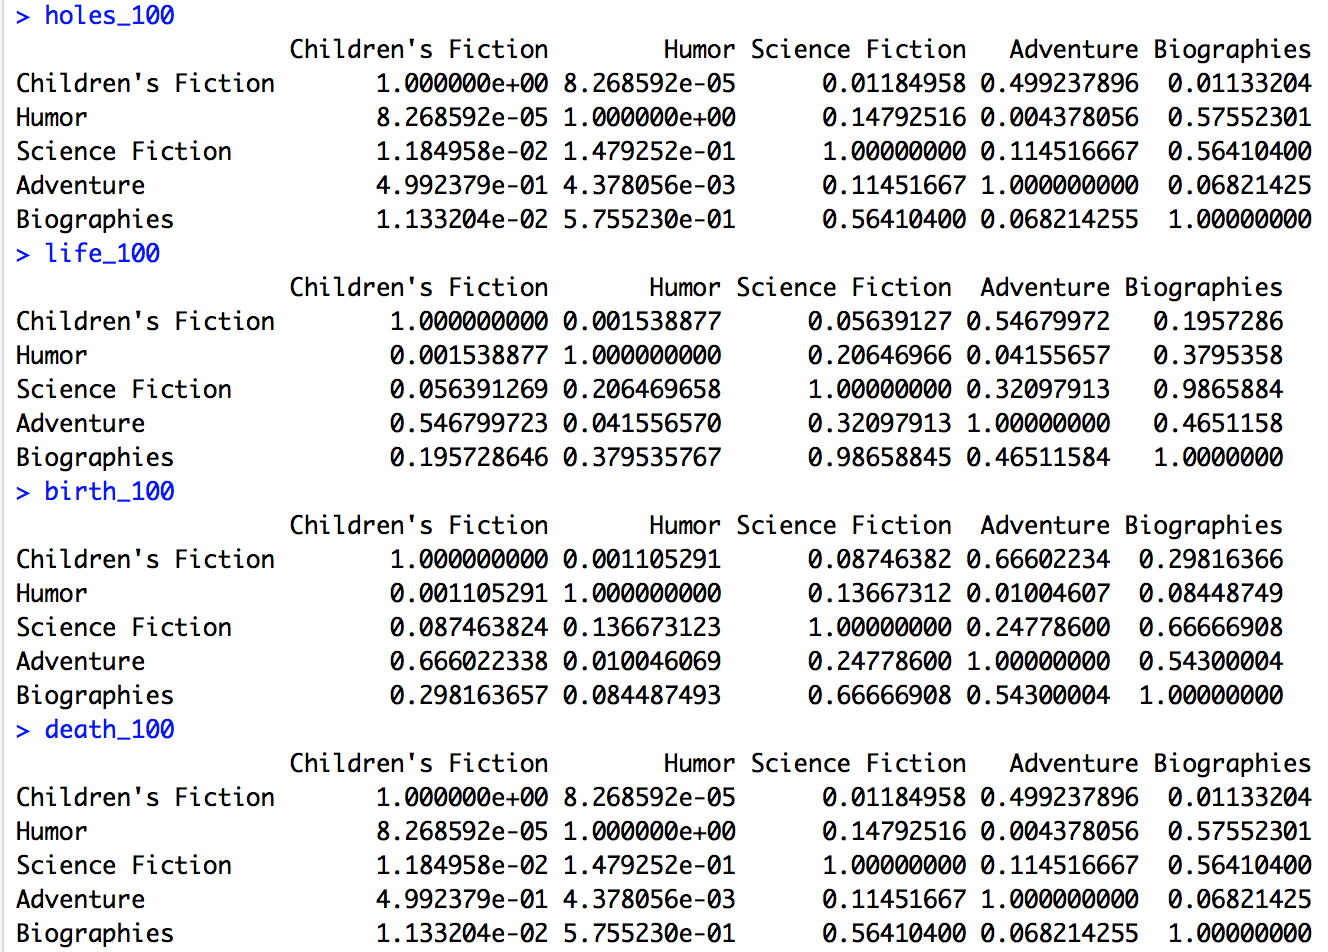 > holes_100
Children's Fiction Humor Science Fiction Adventure Biographies
Children's Fiction 1.000000e+00 8.268592e-05 0.01184958 0.499237896 0.01133204
Humor 8.268592e-05 1.000000e+00 0.14792516 0.004378056 0.57552301
Science Fiction 1.184958e-02 1.479252e-01 1.00000000 0.114516667 0.56410400
Adventure 4.992379e-01 4.378056e-03 0.11451667 1.000000000 0.06821425
Biographies 1.133204e-02 5.755230e-01 0.56410400 0.068214255 1.00000000
> life_100
Children's Fiction Humor Science Fiction Adventure Biographies
Children's Fiction 1.000000000 0.001538877 0.05639127 0.54679972 0.1957286
Humor 0.001538877 1.000000000 0.20646966 0.04155657 0.3795358
Science Fiction 0.056391269 0.206469658 1.00000000 0.32097913 0.9865884
Adventure 0.546799723 0.041556570 0.32097913 1.00000000 0.4651158
Biographies 0.195728646 0.379535767 0.98658845 0.46511584 1.0000000
> birth_100
Children's Fiction Humor Science Fiction Adventure Biographies
Children's Fiction 1.000000000 0.001105291 0.08746382 0.66602234 0.29816366
Humor 0.001105291 1.000000000 0.13667312 0.01004607 0.08448749
Science Fiction 0.087463824 0.136673123 1.00000000 0.24778600 0.66666908
Adventure 0.666022338 0.010046069 0.24778600 1.00000000 0.54300004
Biographies 0.298163657 0.084487493 0.66666908 0.54300004 1.00000000
> death_100
Children's Fiction Humor Science Fiction Adventure Biographies
Children's Fiction 1.000000e+00 8.268592e-05 0.01184958 0.499237896 0.01133204
Humor 8.268592e-05 1.000000e+00 0.14792516 0.004378056 0.57552301
Science Fiction 1.184958e-02 1.479252e-01 1.00000000 0.114516667 0.56410400
Adventure 4.992379e-01 4.378056e-03 0.11451667 1.000000000 0.06821425
Biographies 1.133204e-02 5.755230e-01 0.56410400 0.068214255 1.00000000